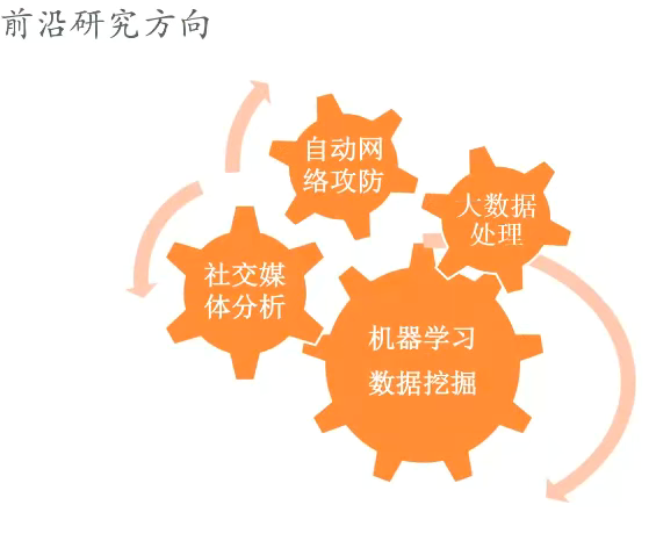 前沿研究方向
自动网
络攻防
大数据
处理
社交媒
体分析
机器学习
数据挖掘